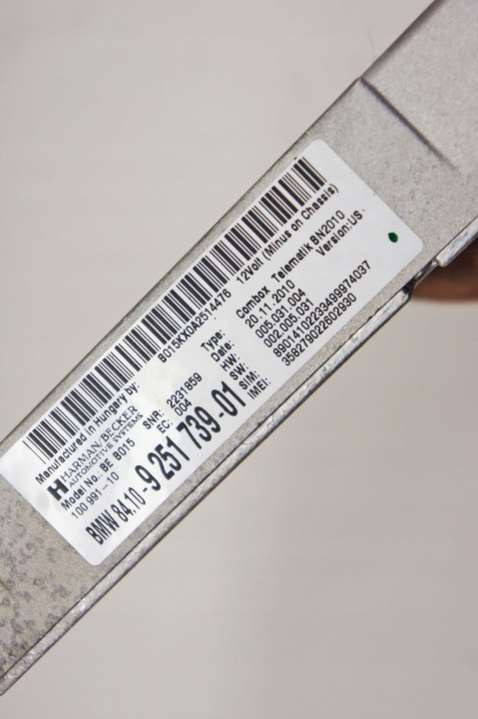 B015KX0A2514476 12Volt (Minus on Chassis)
Manufactured in Hungary by:
HARMAN/BECKER
AUTOMOTIVE SYSTEMS
Model No.: BE B015
100 991-10
SNR: 2231859
EC: 004
BMW 84.10-9 251 739-01
Type: Combox Telematik BN2010
Date: 20.11.2010 Version:US
HW: 005.031.004
SW: 002.005.031
SIM: 89014102233499974037
IMEI: 358279022602930